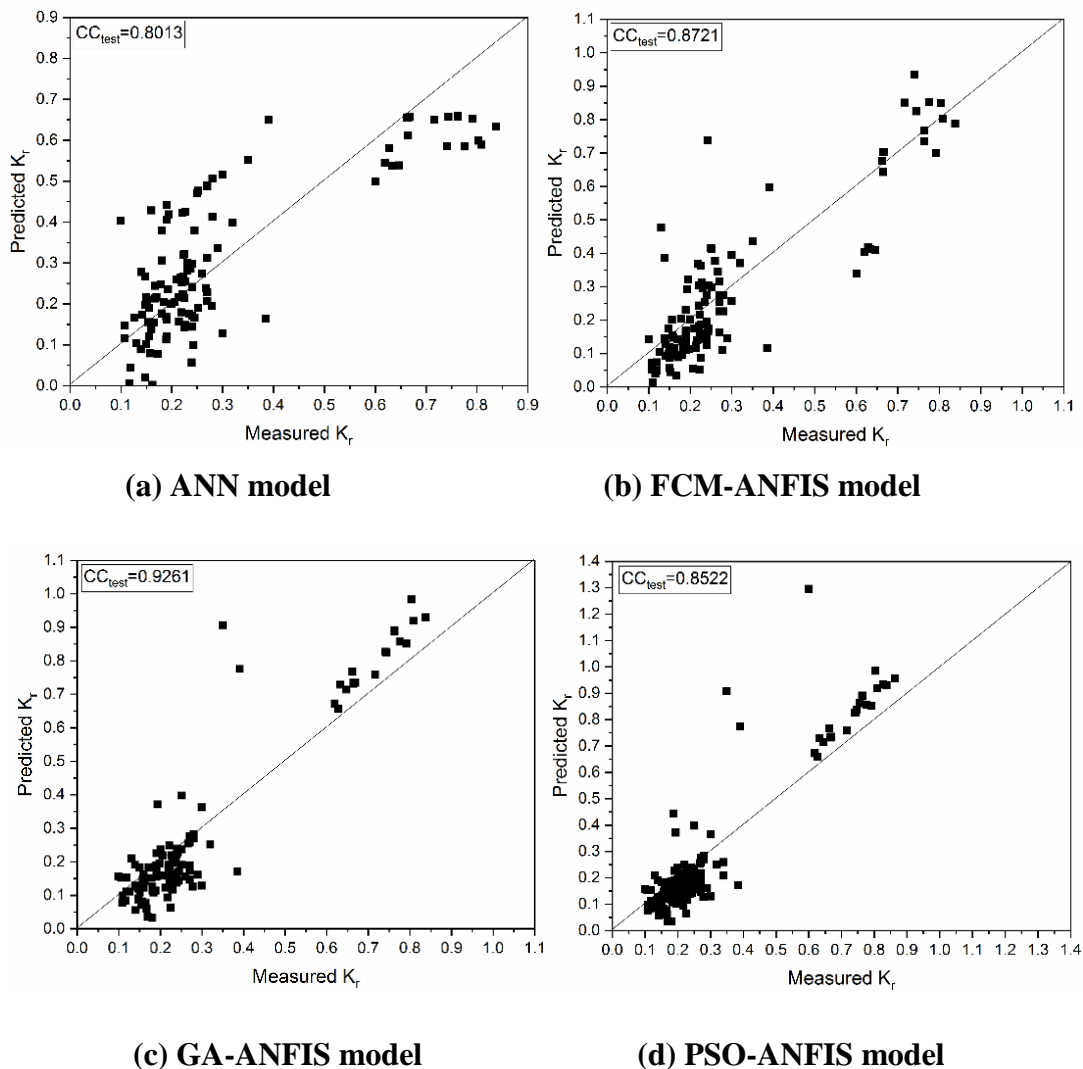 CCtest=0.8013
0.9
0.8
0.7
0.6
0.5
0.4
0.3
0.2
0.1
0.0
Predicted Kr
0.0 0.1 0.2 0.3 0.4 0.5 0.6 0.7 0.8 0.9
Measured Kr
(a) ANN model
CCtest=0.8721
1.1
1.0
0.9
0.8
0.7
0.6
0.5
0.4
0.3
0.2
0.1
0.0
Predicted Kr
0.0 0.1 0.2 0.3 0.4 0.5 0.6 0.7 0.8 0.9 1.0 1.1
Measured Kr
(b) FCM-ANFIS model
CCtest=0.9261
1.1
1.0
0.9
0.8
0.7
0.6
0.5
0.4
0.3
0.2
0.1
0.0
Predicted Kr
0.0 0.1 0.2 0.3 0.4 0.5 0.6 0.7 0.8 0.9 1.0 1.1
Measured Kr
(c) GA-ANFIS model
CCtest=0.8522
1.4
1.3
1.2
1.1
1.0
0.9
0.8
0.7
0.6
0.5
0.4
0.3
0.2
0.1
0.0
Predicted Kr
0.0 0.1 0.2 0.3 0.4 0.5 0.6 0.7 0.8 0.9 1.0 1.1 1.2 1.3 1.4
Measured Kr
(d) PSO-ANFIS model